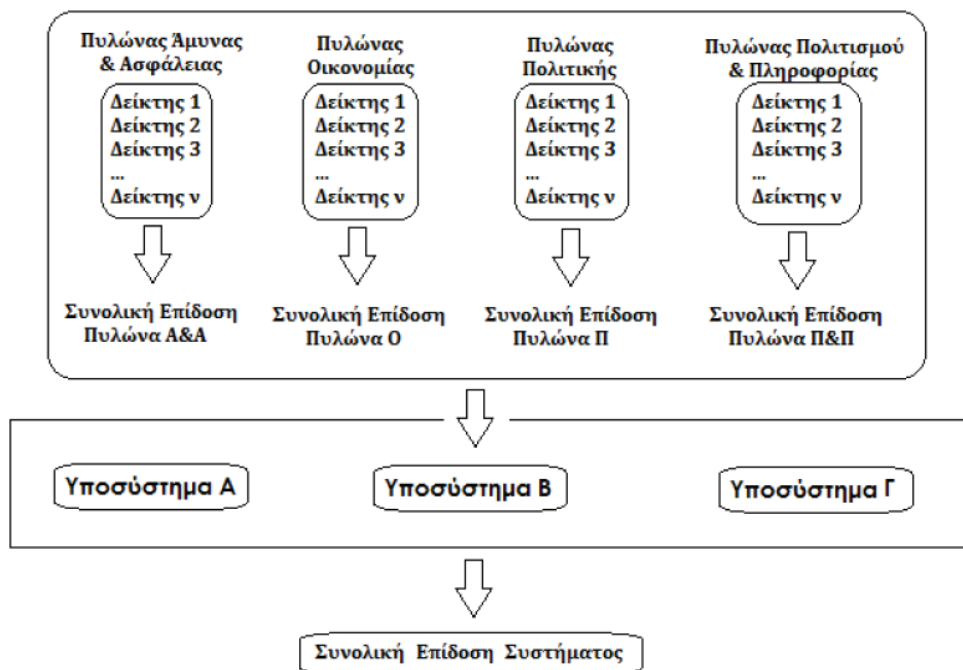 Πυλώνας Άμυνας
& Ασφάλειας
Δείκτης 1
Δείκτης 2
Δείκτης 3
...
Δείκτης ν
Συνολική Επίδοση
Πυλώνα Α&Α
Πυλώνας
Οικονομίας
Δείκτης 1
Δείκτης 2
Δείκτης 3
...
Δείκτης ν
Συνολική Επίδοση
Πυλώνα Ο
Πυλώνας
Πολιτικής
Δείκτης 1
Δείκτης 2
Δείκτης 3
...
Δείκτης ν
Συνολική Επίδοση
Πυλώνα Π
Πυλώνας Πολιτισμού
& Πληροφορίας
Δείκτης 1
Δείκτης 2
Δείκτης 3
...
Δείκτης ν
Συνολική Επίδοση
Πυλώνα Π&Π
Υποσύστημα Α
Υποσύστημα Β
Υποσύστημα Γ
Συνολική Επίδοση Συστήματος